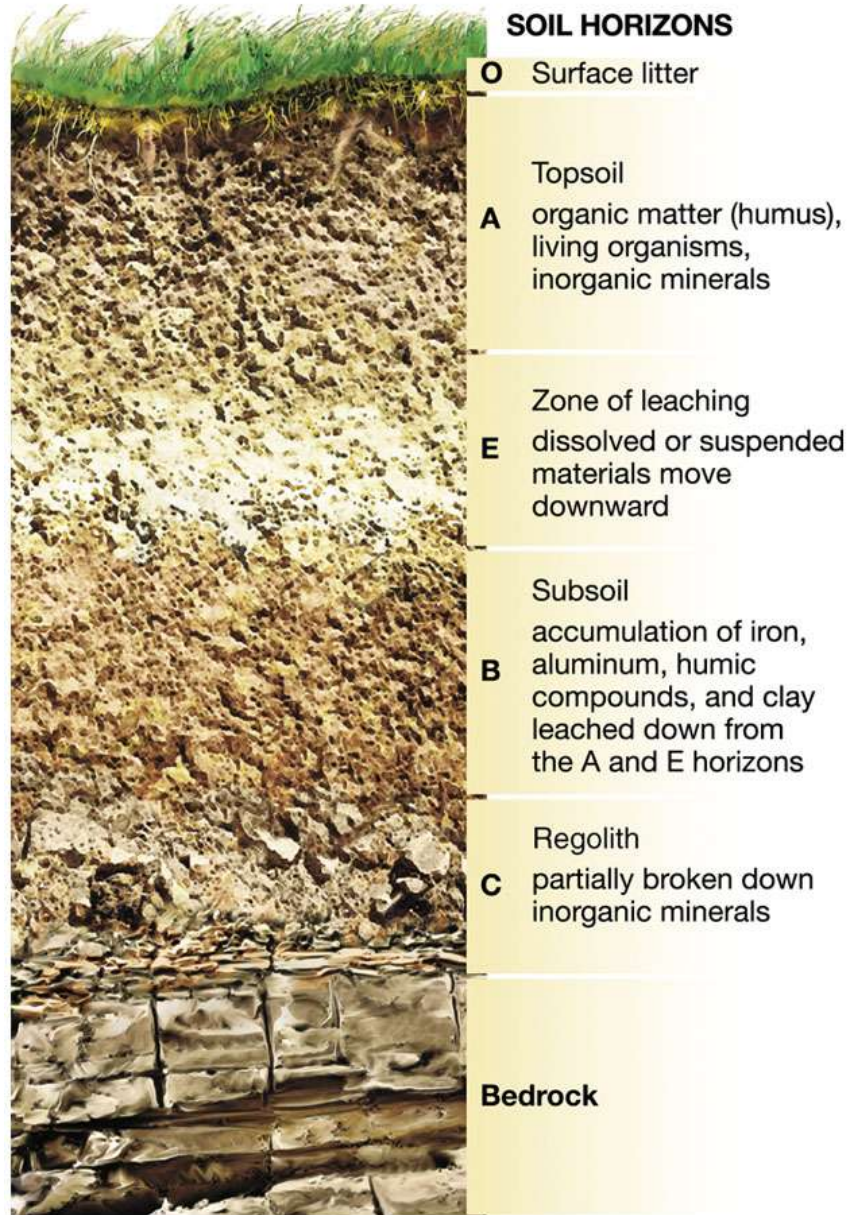 SOIL HORIZONS
O Surface litter
Topsoil
A organic matter (humus),
living organisms,
inorganic minerals
Zone of leaching
E dissolved or suspended
materials move
downward
Subsoil
accumulation of iron,
aluminum, humic
B compounds, and clay
leached down from
the A and E horizons
Regolith
C partially broken down
inorganic minerals
Bedrock